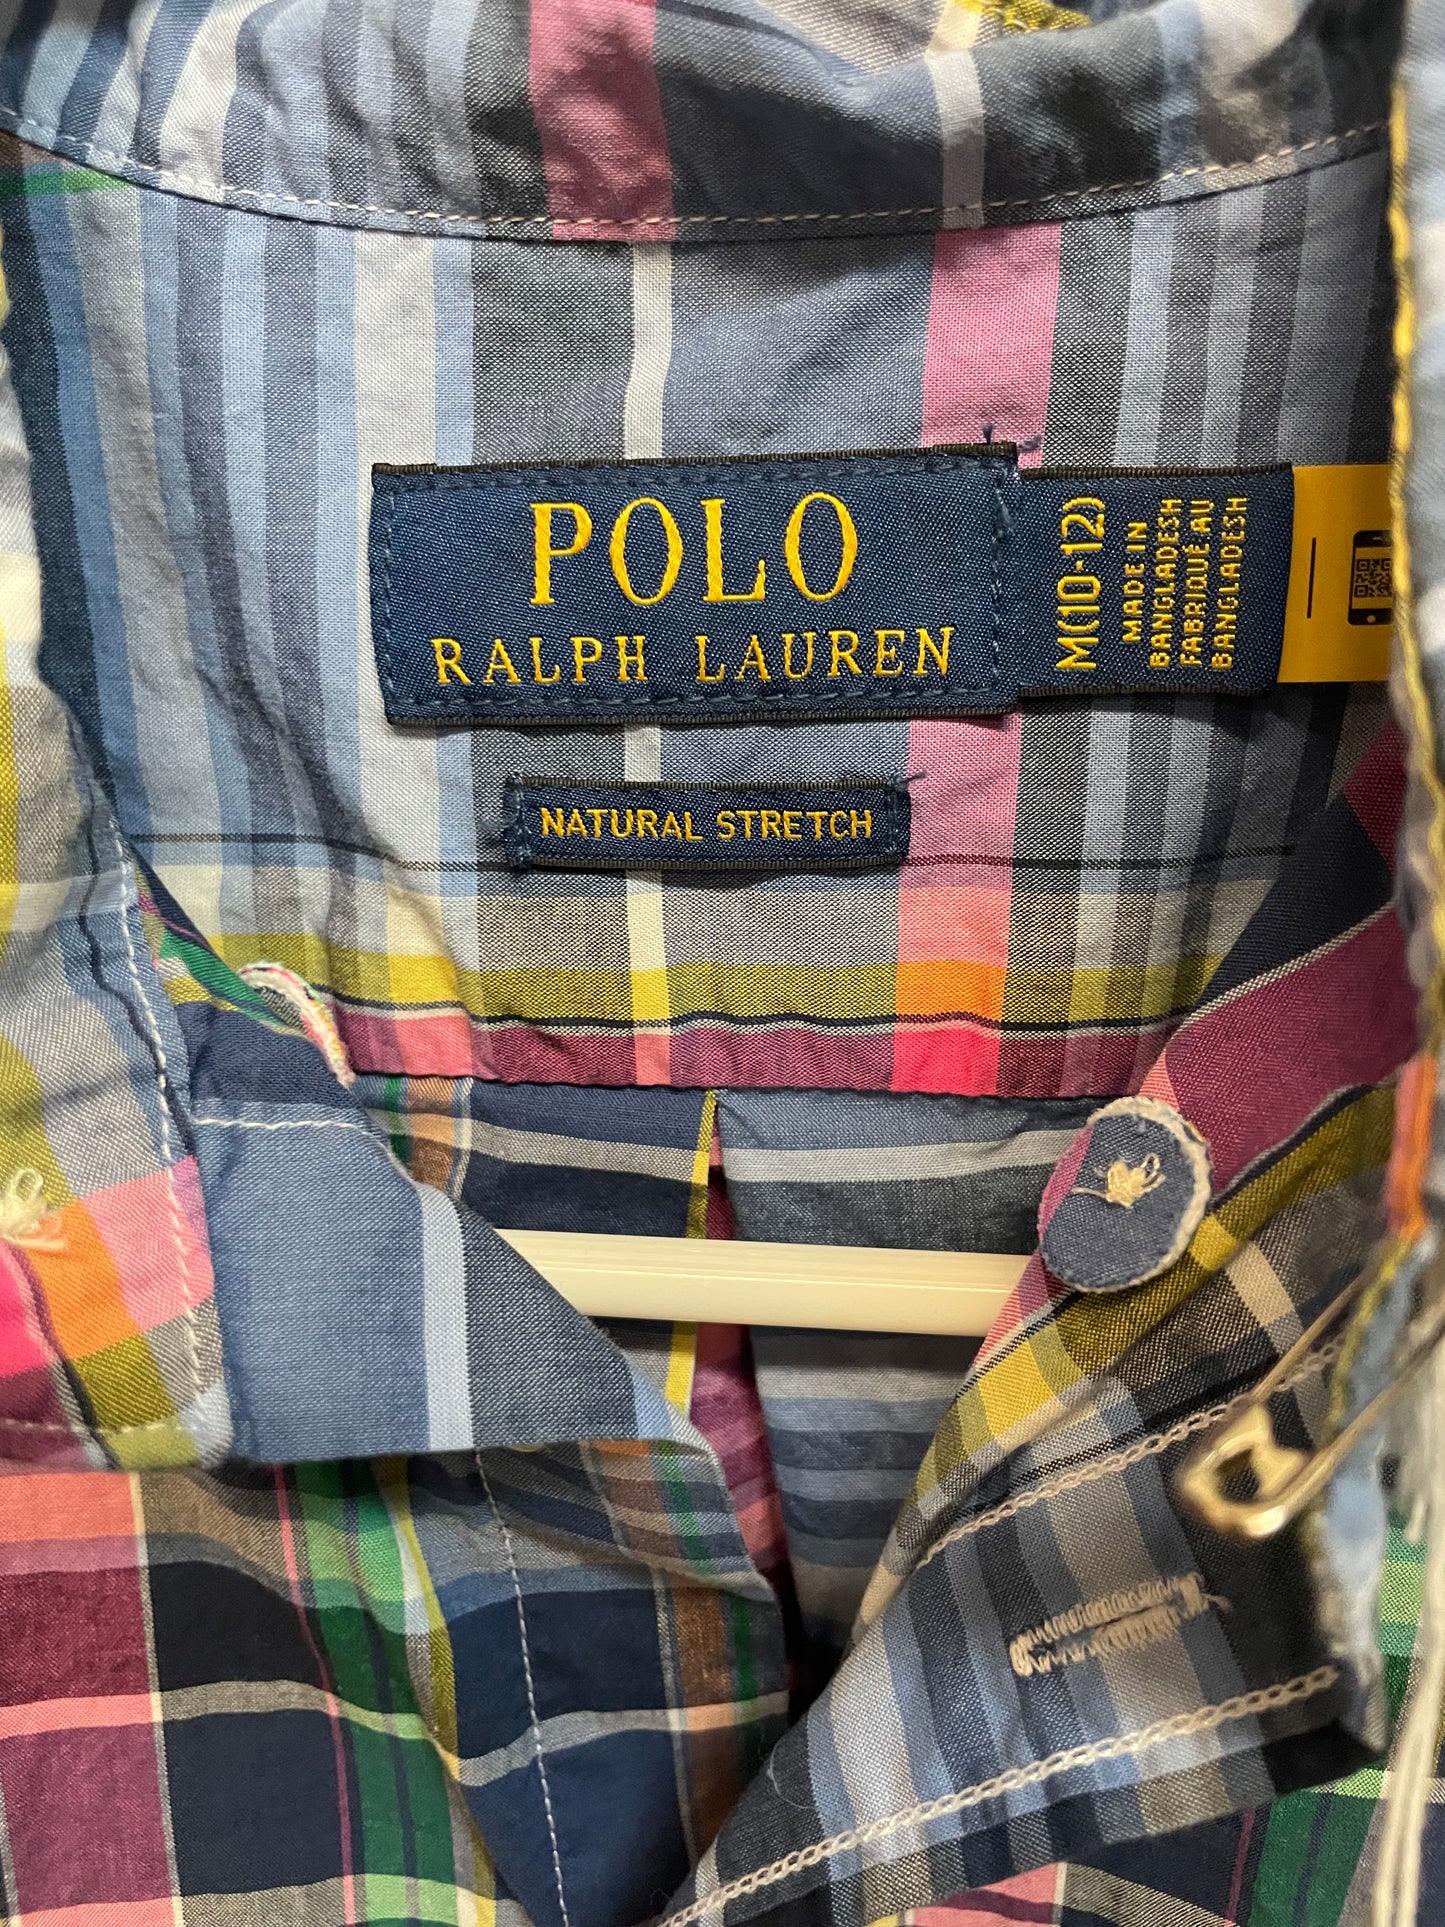 POLO
RALPH LAUREN
M(10-12)
MADE IN
BANGLADESH
FABRIQUÉ AU
BANGLADESH
NATURAL STRETCH